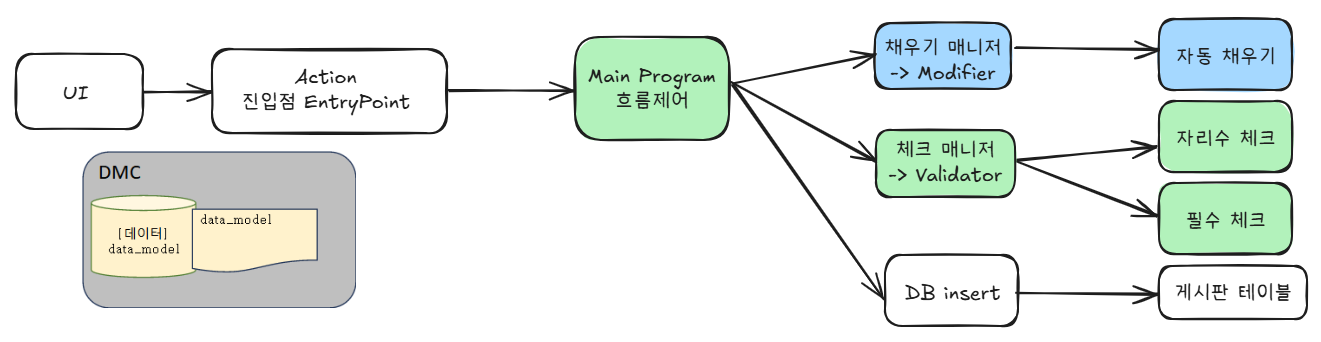 UI
Action
진입점 EntryPoint
Main Program
흐름제어
채우기 매니저
-> Modifier
자동 채우기
체크 매니저
-> Validator
자리수 체크
필수 체크
DB insert
게시판 테이블
DMC
[데이터]
data_model
data_model